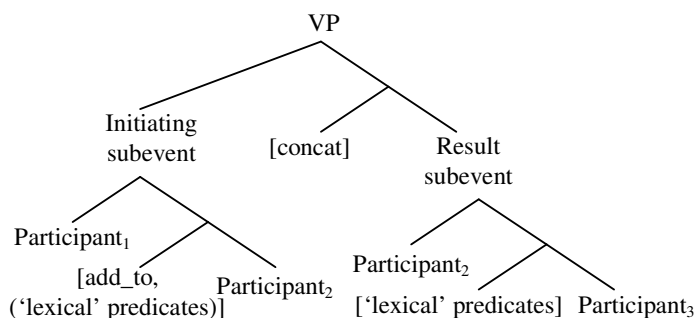 VP
Initiating
subevent
[concat]
Result
subevent
Participant₁
[add_to,
(‘lexical’ predicates)]
Participant₂
Participant₂
[‘lexical’ predicates]
Participant₃